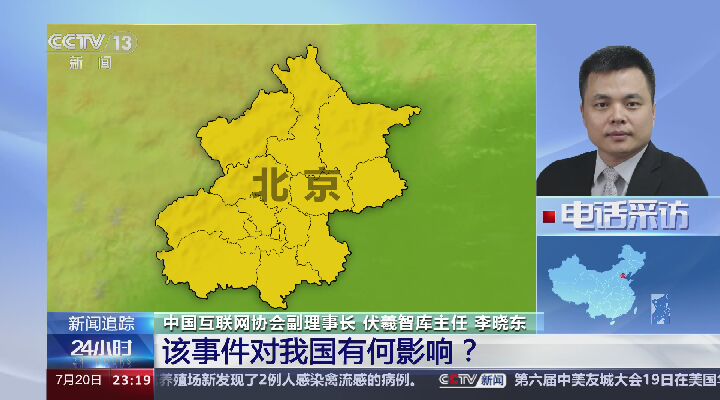 CCTV 13
新闻
北京
电话采访
新闻追踪
中国互联网协会副理事长 伏羲智库主任 李晓东
24小时
该事件对我国有何影响？
7月20日 23:19 养殖场新发现了2例人感染禽流感的病例。 CCTV 新闻 第六届中美友城大会19日在美国